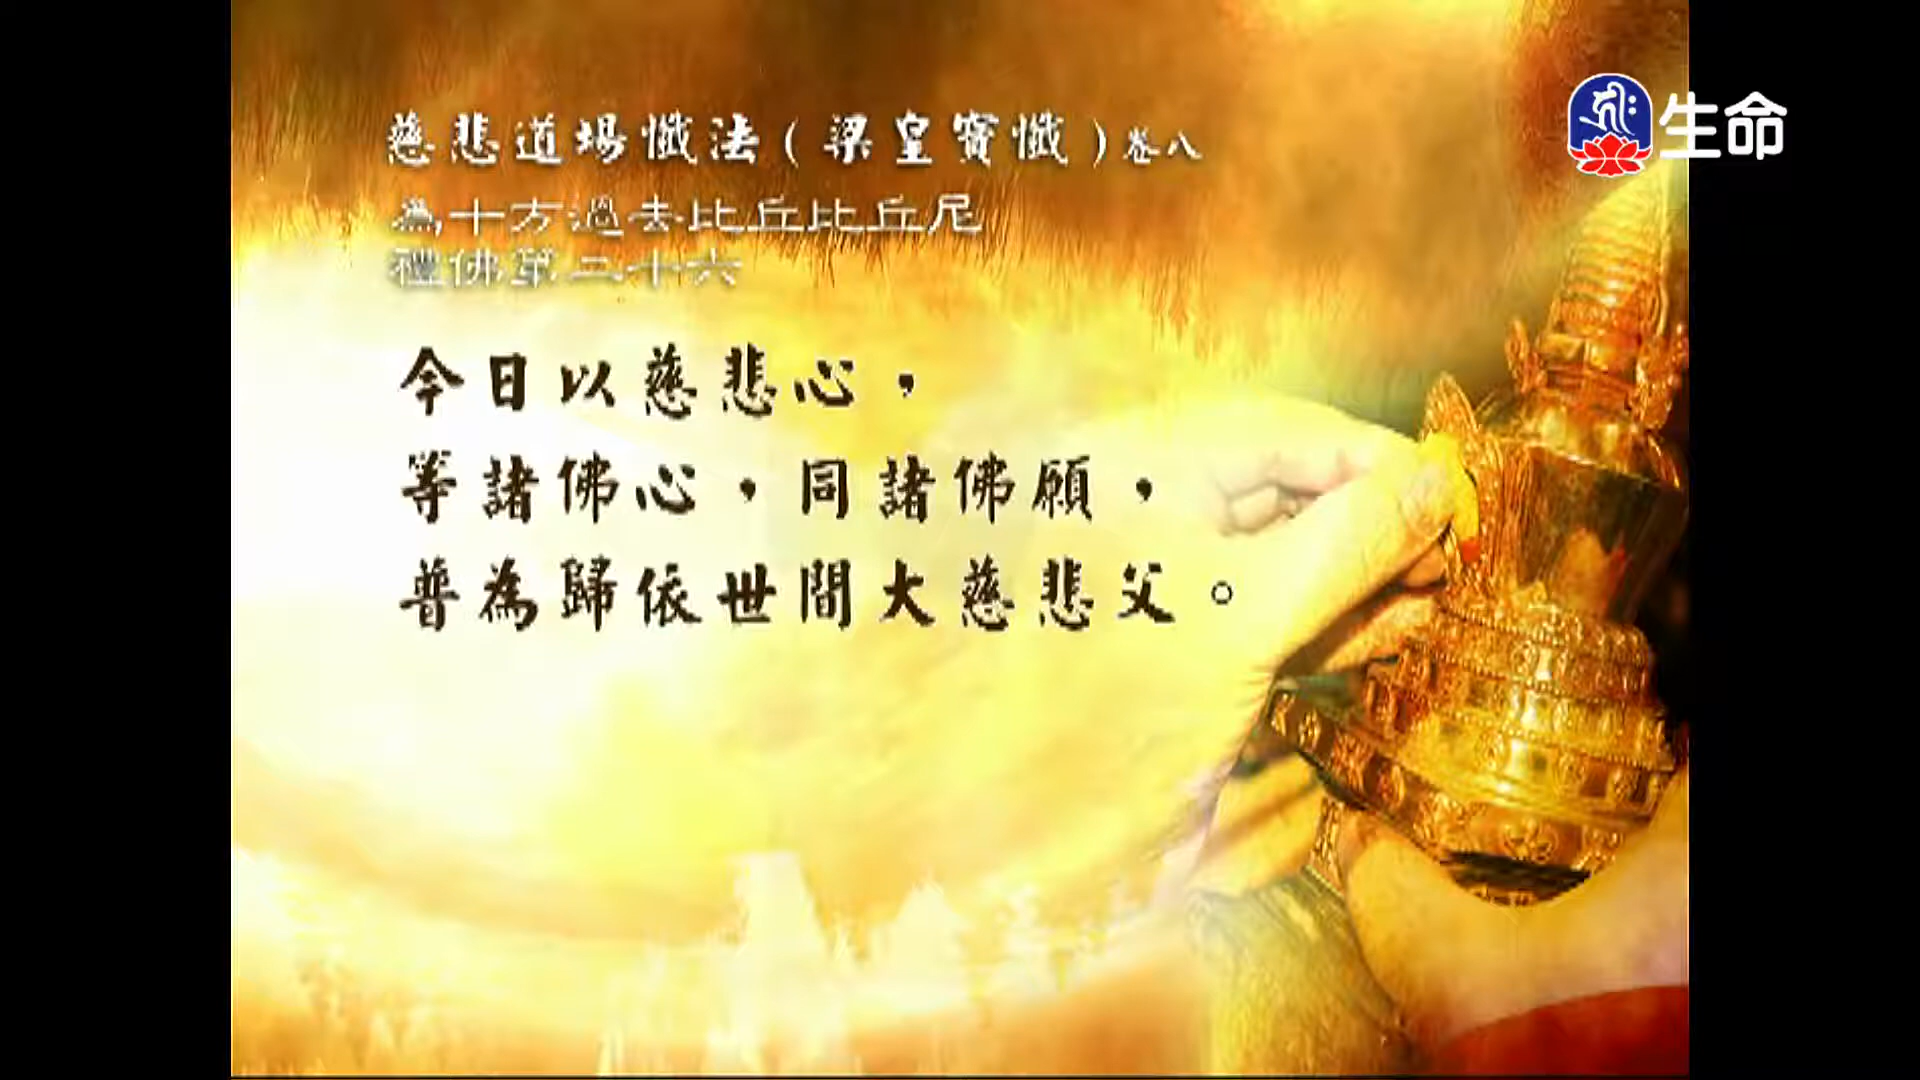 慈悲道場懺法(梁皇寶懺)卷八
生命
為十方過去比丘比丘尼
禮佛第二十六
今日以慈悲心，
等諸佛心，同諸佛願，
普為歸依世間大慈悲父。